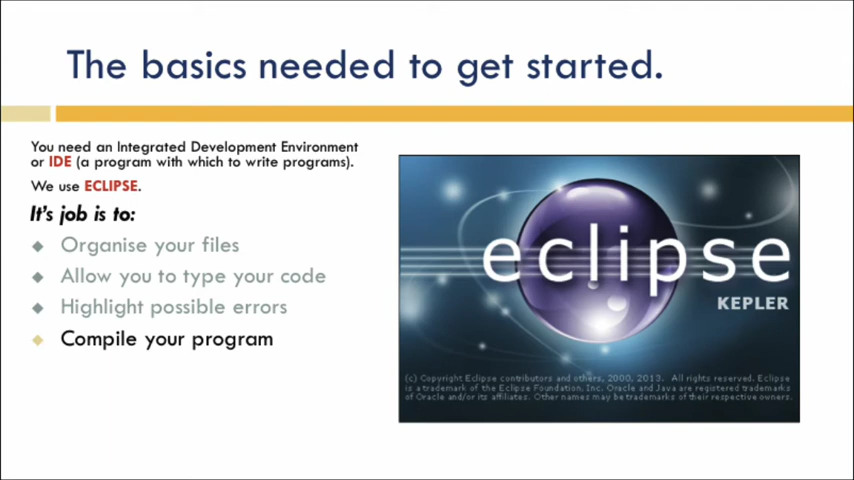 The basics needed to get started.
You need an Integrated Development Environment
or IDE (a program with which to write programs).
We use ECLIPSE.
It's job is to:
Organise your files
Allow you to type your code
Highlight possible errors
Compile your program
eclipse
KEPLER
(c) Copyright Eclipse contributors and others, 2000, 2013. All rights reserved. Eclipse
is a trademark of the Eclipse Foundation, Inc. Oracle and Java are registered trademarks
of Oracle and/or its affiliates. Other names may be trademarks of their respective owners.